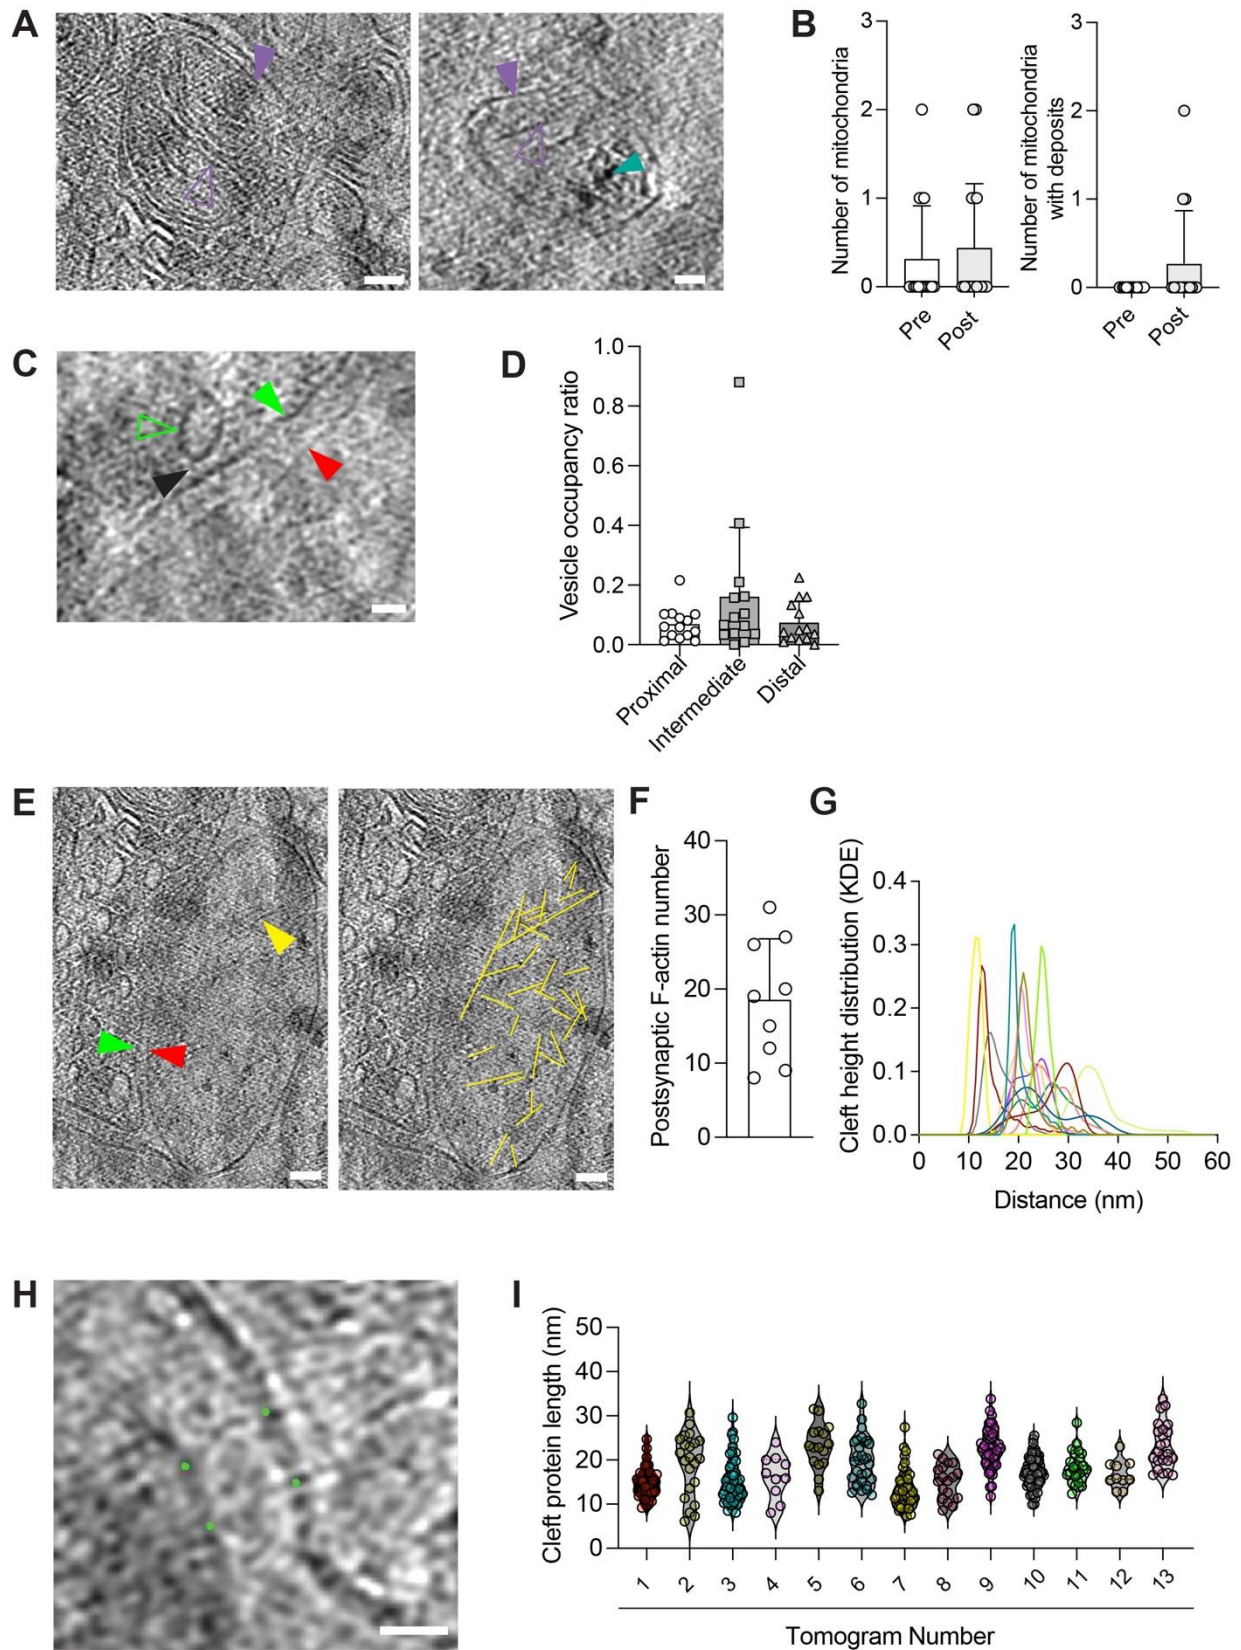 A
B
Number of mitochondria
3
2
1
0
Pre
Post
Number of mitochondria
with deposits
3
2
1
0
Pre
Post
C
D
Vesicle occupancy ratio
1.0
0.8
0.6
0.4
0.2
0.0
Proximal
Intermediate
Distal
E
F
Postsynaptic F-actin number
40
30
20
10
0
G
Cleft height distribution (KDE)
0.4
0.3
0.2
0.1
0.0
0 10 20 30 40 50 60
Distance (nm)
H
I
Cleft protein length (nm)
50
40
30
20
10
0
1 2 3 4 5 6 7 8 9 10 11 12 13
Tomogram Number